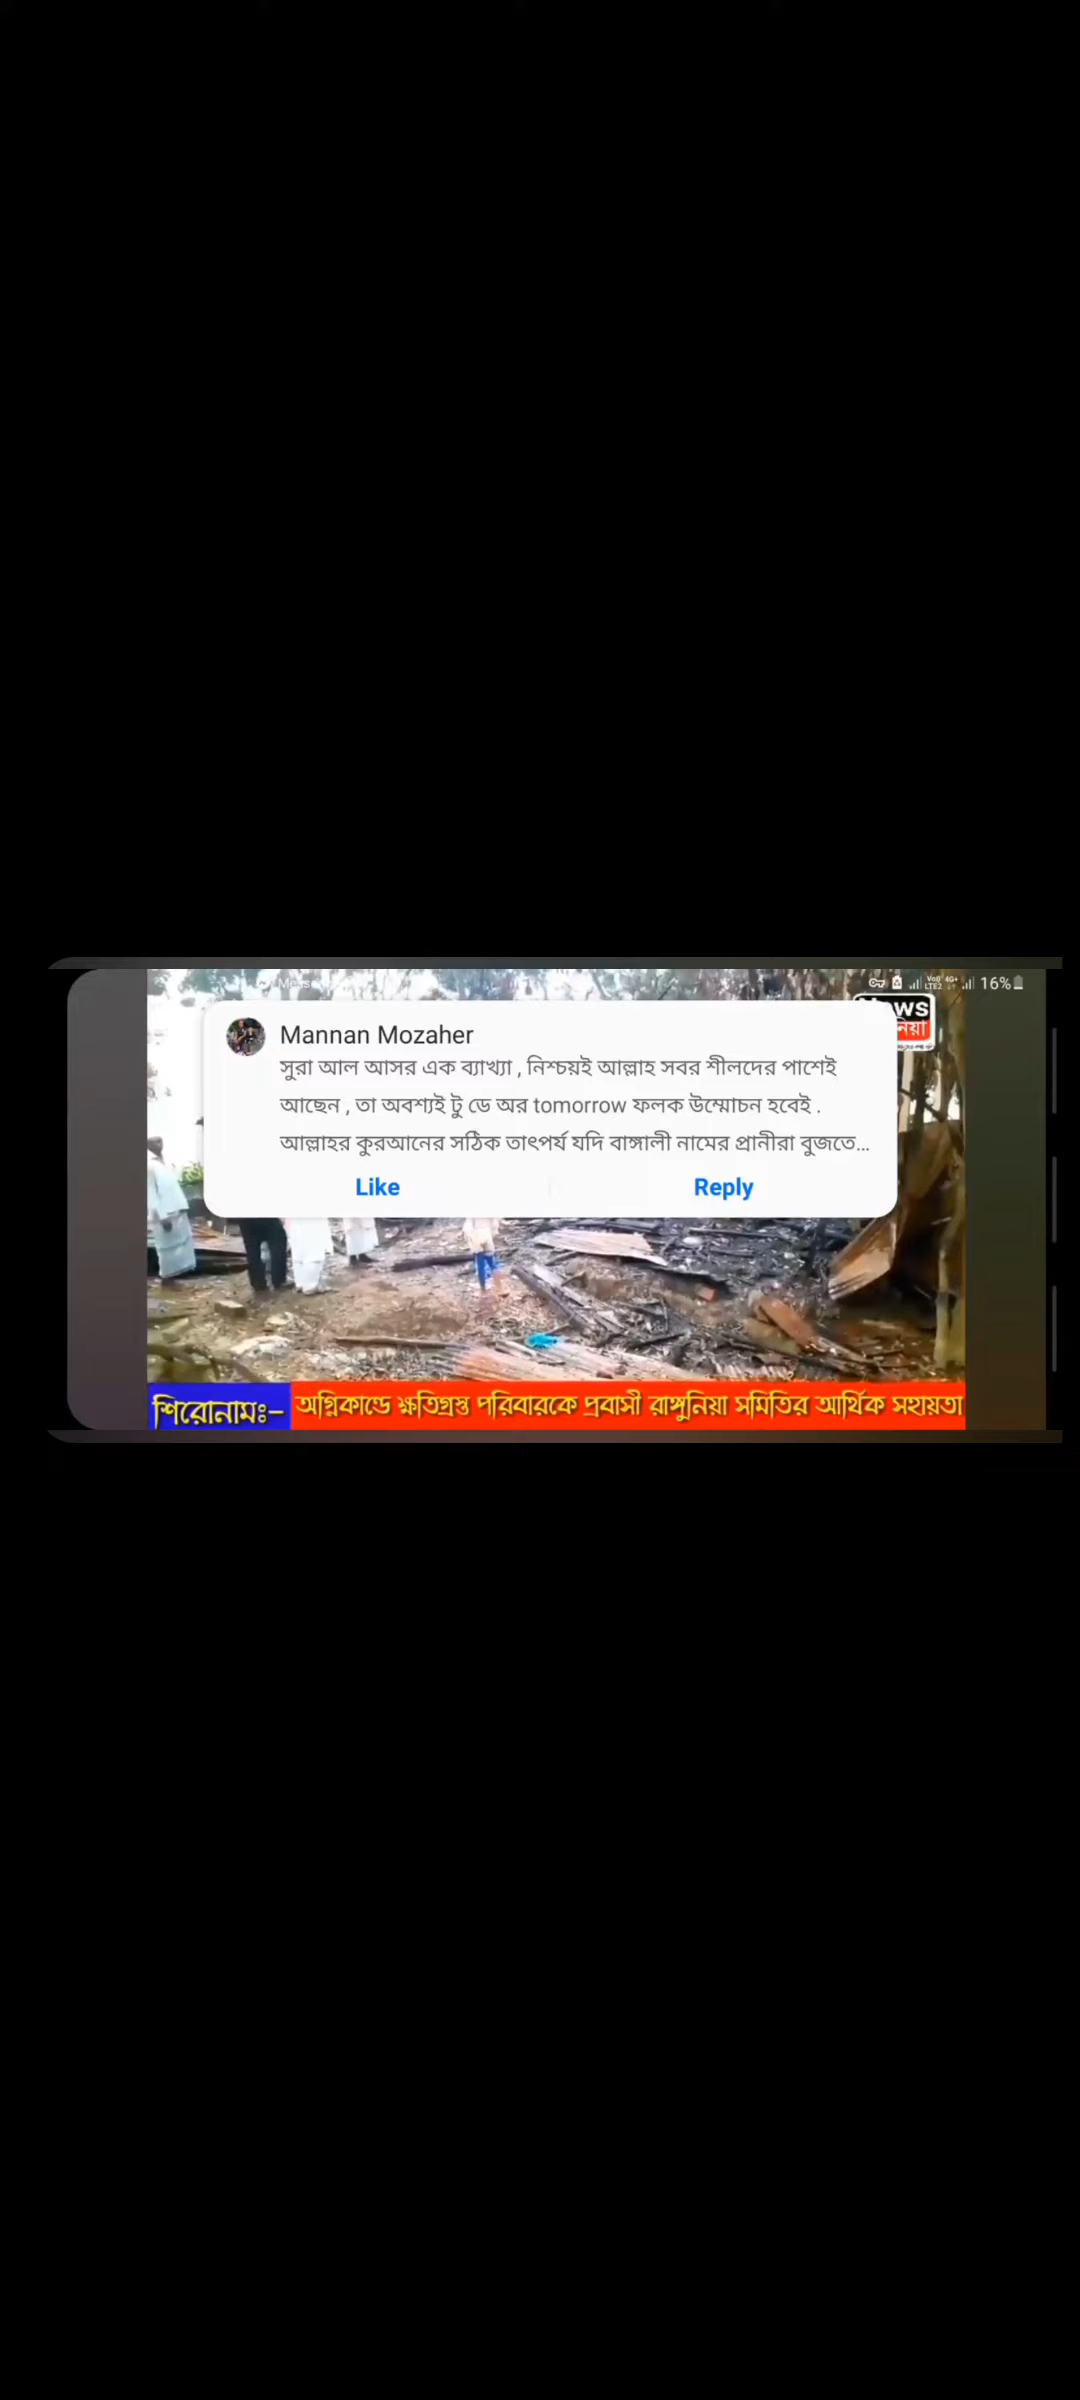 16%
News
নিয়া
Mannan Mozaher
সুরা আল আসর এক ব্যাখ্যা , নিশ্চয়ই আল্লাহ সবর শীলদের পাশেই
আছেন , তা অবশ্যই টু ডে অর tomorrow ফলক উম্মোচন হবেই .
আল্লাহর কুরআনের সঠিক তাৎপর্য যদি বাঙ্গালী নামের প্রানীরা বুজতে...
Like Reply
শিরোনামঃ- অগ্নিকান্ডে ক্ষতিগ্রস্ত পরিবারকে প্রবাসী রাঙ্গুনিয়া সমিতির আর্থিক সহায়তা